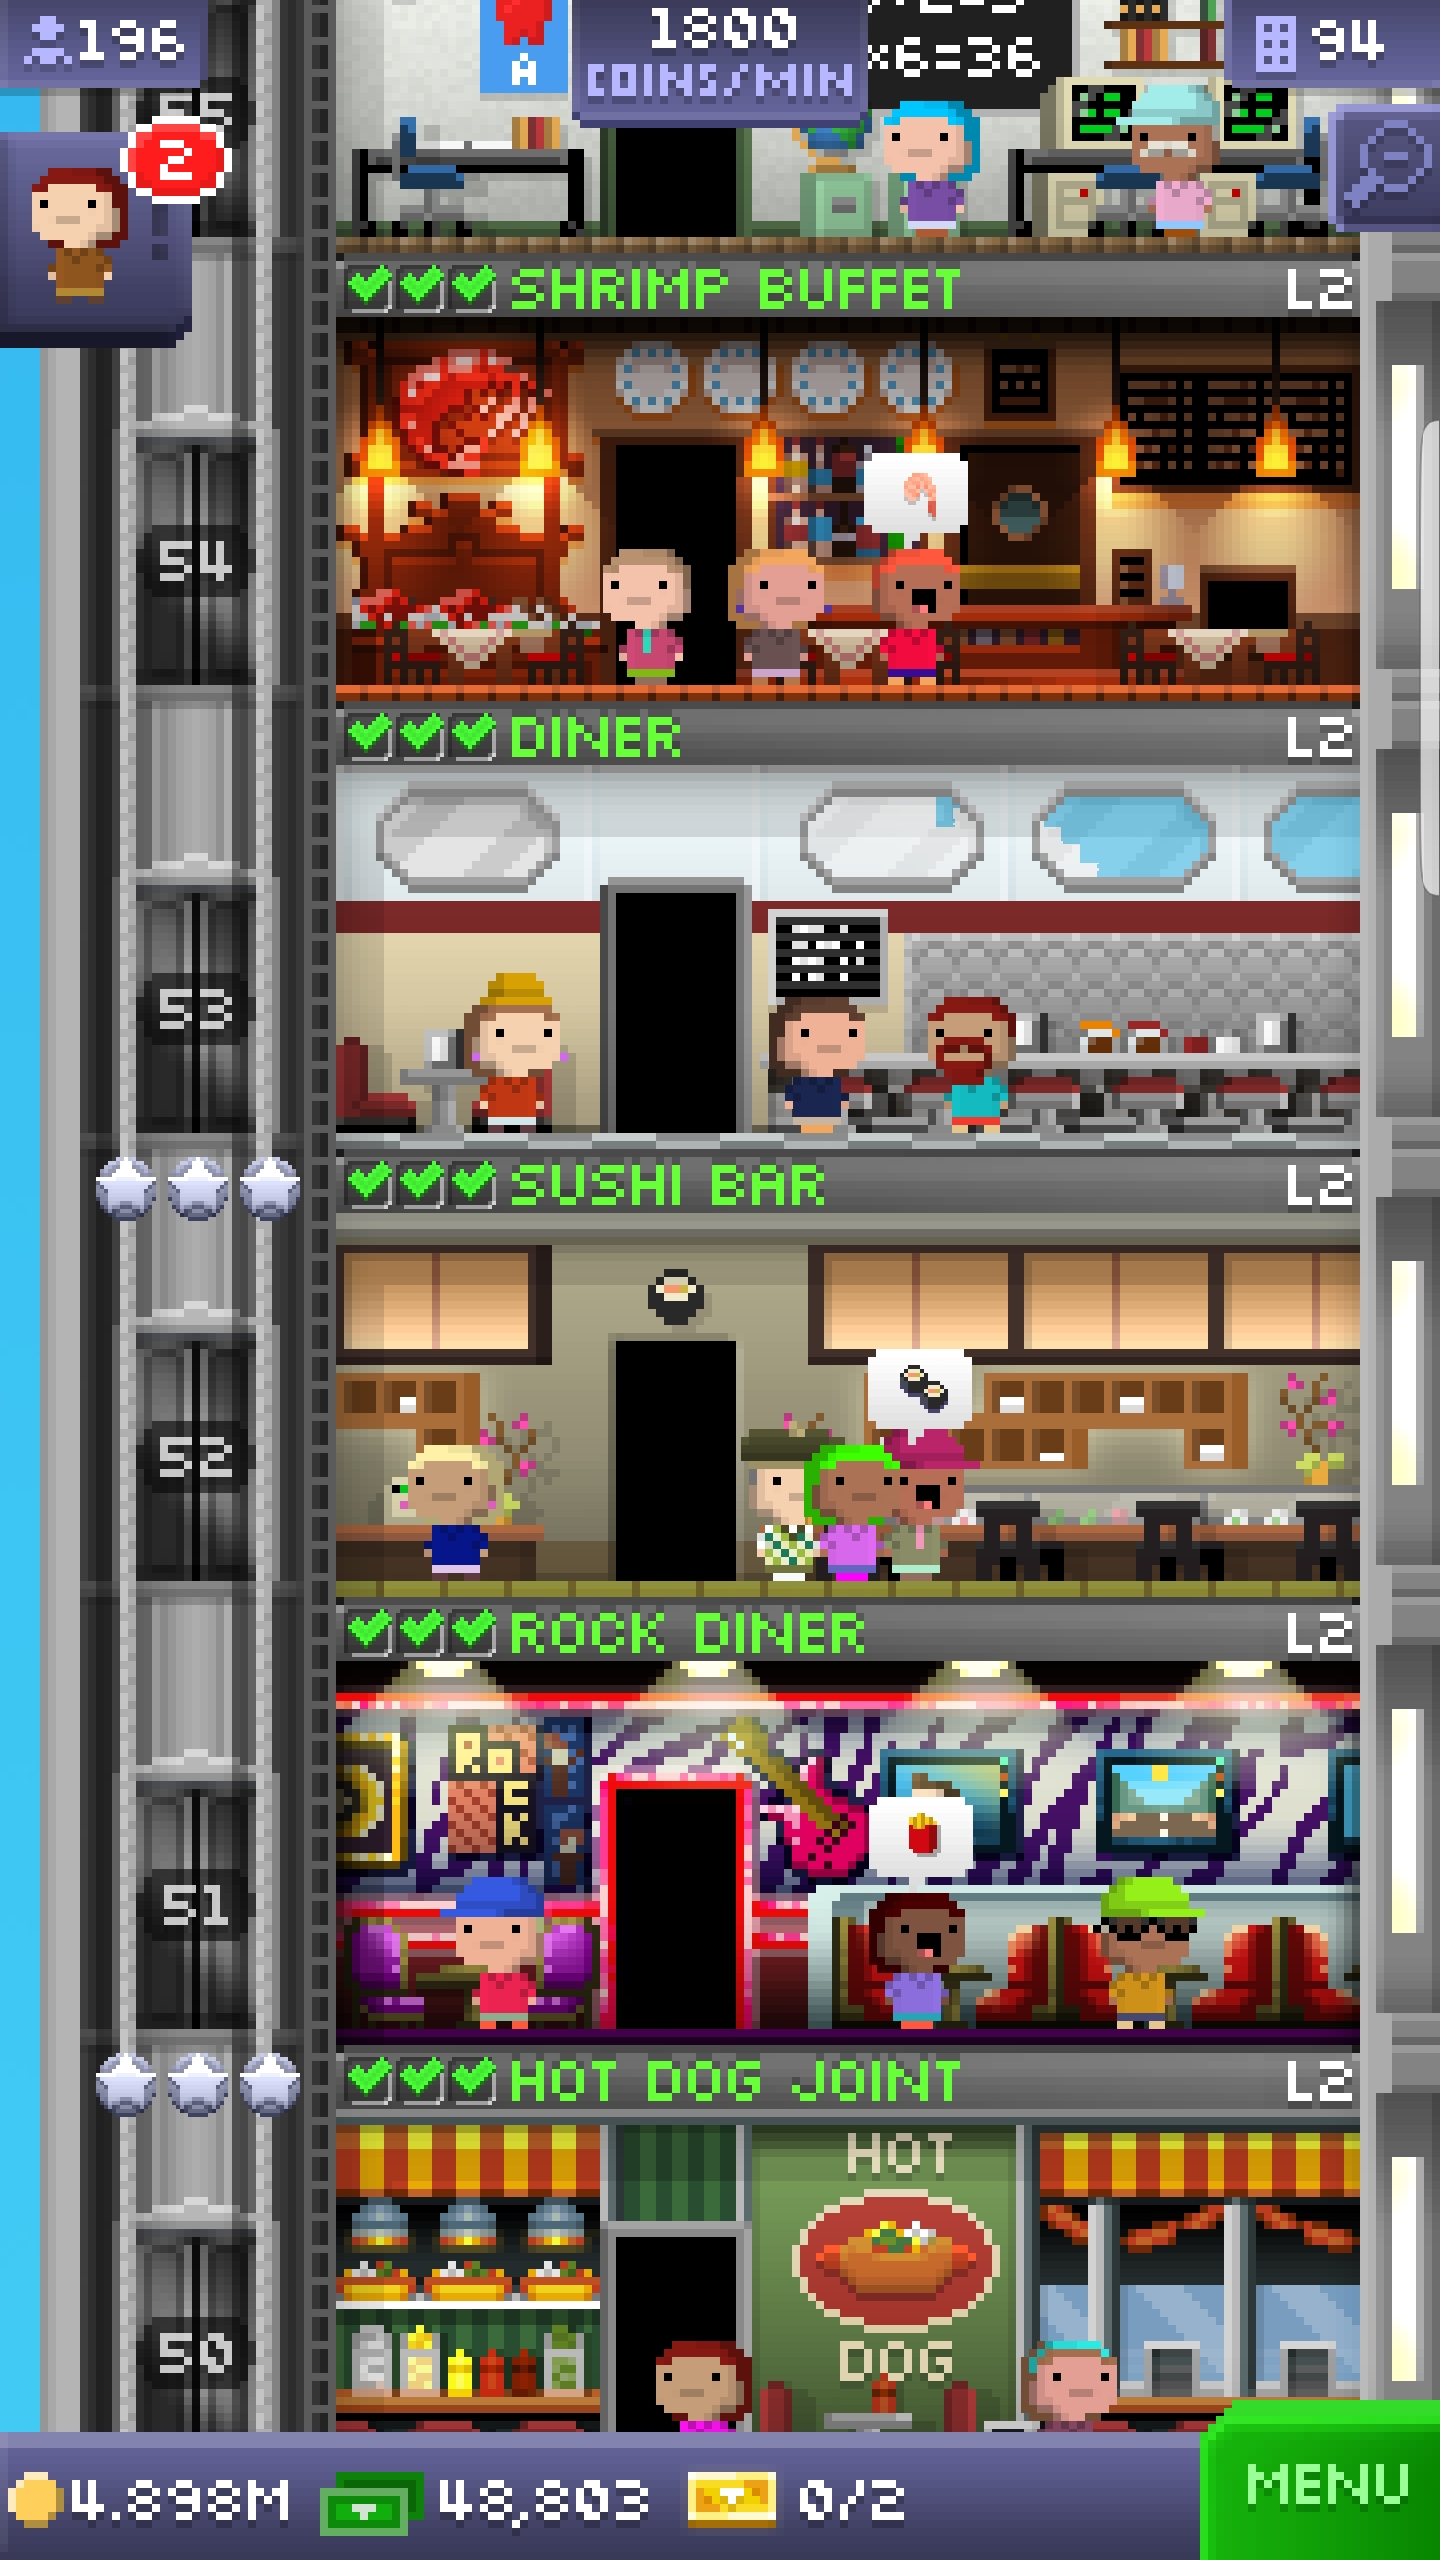 196
1800
COINS/MIN
94
A
x6=36
55
2
SHRIMP BUFFET L2
54
DINER L2
53
SUSHI BAR L2
52
ROCK DINER L2
RO
CK
51
HOT DOG JOINT L2
HOT
DOG
50
4.898M 48,803 0/2
MENU